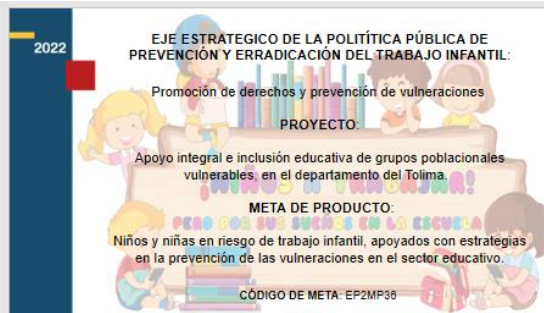 2022
EJE ESTRATEGICO DE LA POLITÍTICA PÚBLICA DE
PREVENCIÓN Y ERRADICACIÓN DEL TRABAJO INFANTIL:
Promoción de derechos y prevención de vulneraciones
PROYECTO:
Apoyo integral e inclusión educativa de grupos poblacionales
vulnerables, en el departamento del Tolima.
¡NIÑOS A TRABAJAR!
META DE PRODUCTO:
PERO POR SUS SUEÑOS EN LA ESCUELA
Niños y niñas en riesgo de trabajo infantil, apoyados con estrategias
en la prevención de las vulneraciones en el sector educativo.
CÓDIGO DE META: EP2MP36